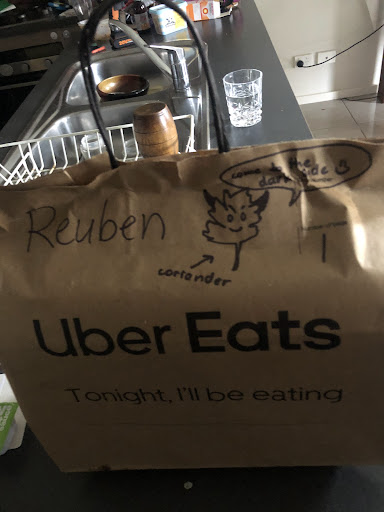 come to the
dark side :)
Reuben
1
coriander
Uber Eats
Tonight, I'll be eating